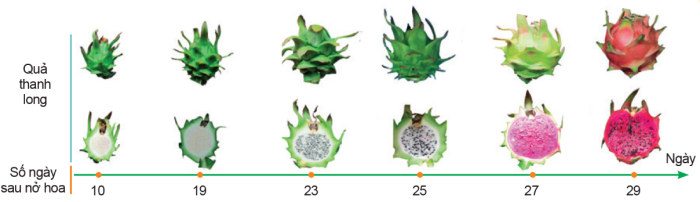 Quả
thanh
long
Số ngày
sau nở hoa
Ngày
10 19 23 25 27 29